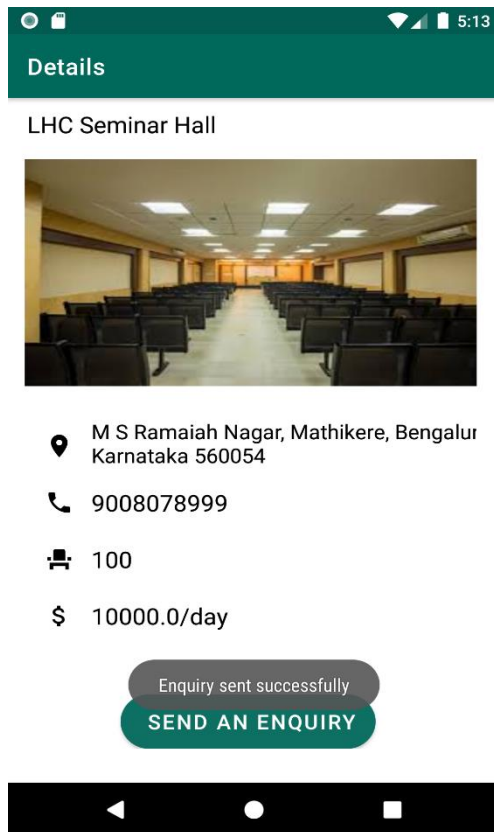 5:13
Details
LHC Seminar Hall
M S Ramaiah Nagar, Mathikere, Bengalur
Karnataka 560054
9008078999
100
$ 10000.0/day
Enquiry sent successfully
SEND AN ENQUIRY